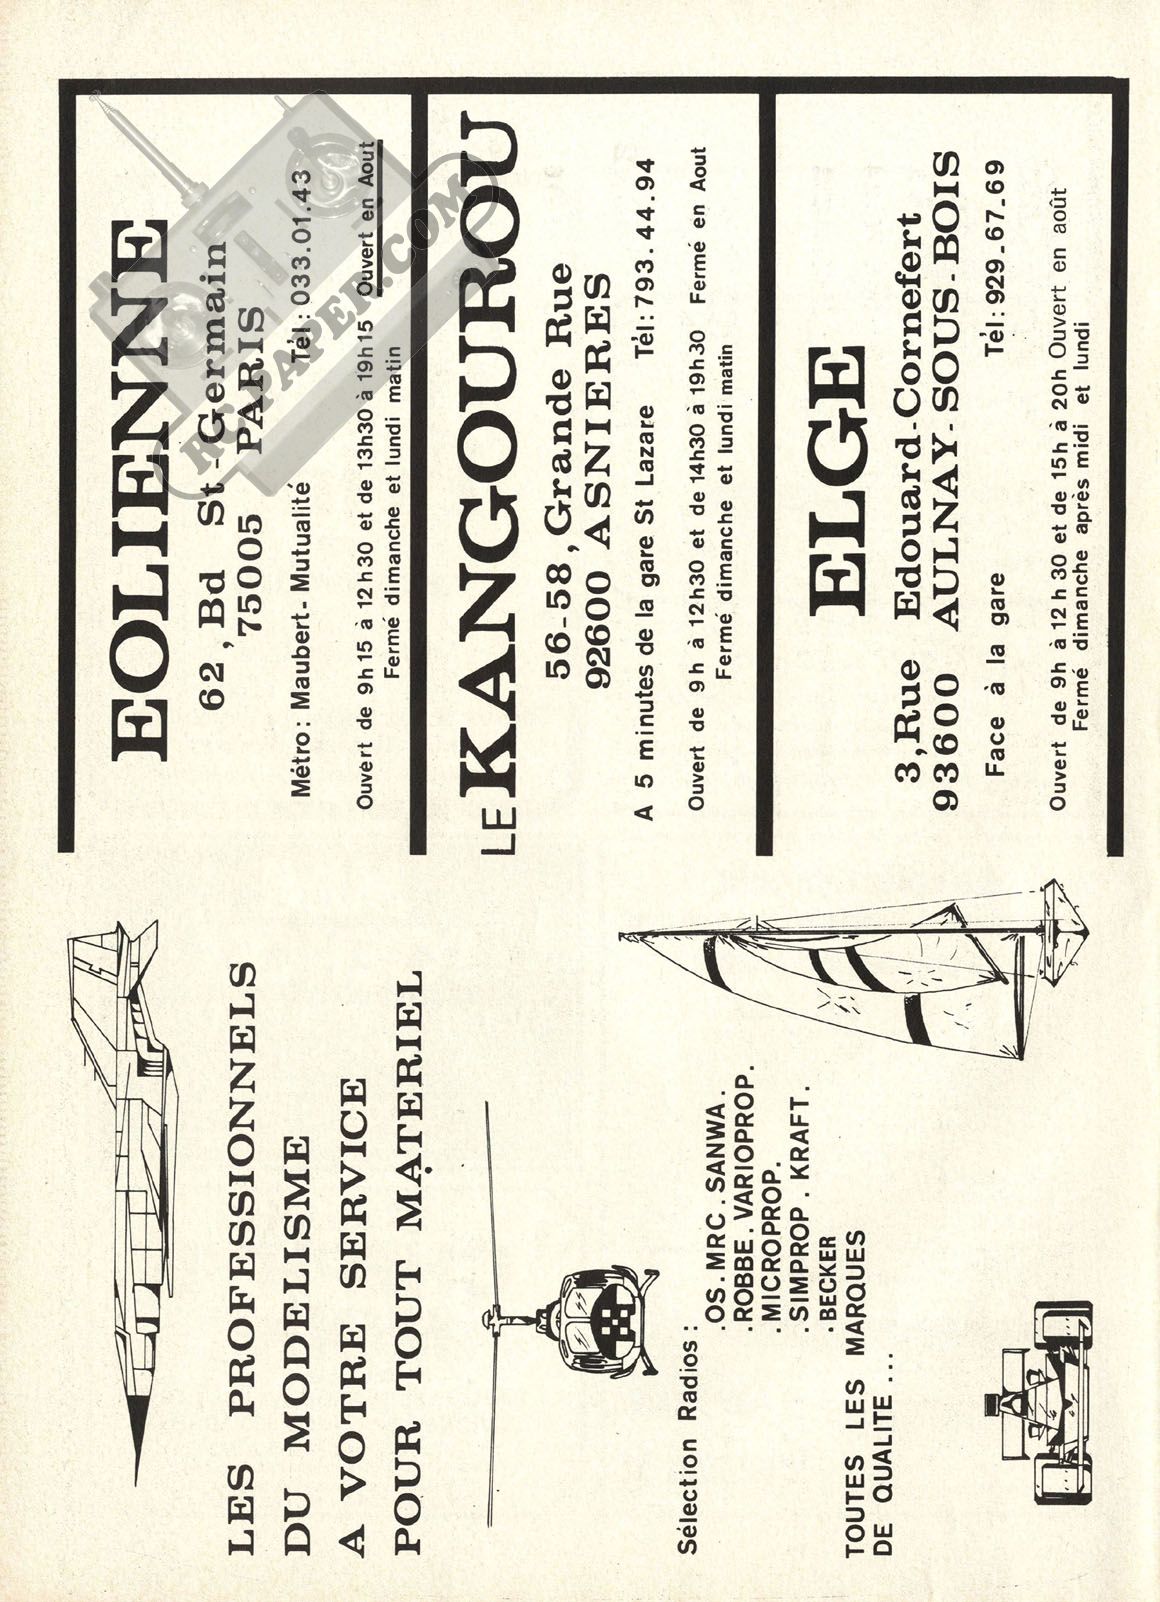 LES PROFESSIONNELS
DU MODELISME
A VOTRE SERVICE
POUR TOUT MATERIEL
Sélection Radios :
. OS . MRC . SANWA .
. ROBBE . VARIOPROP.
. MICROPROP.
. SIMPROP . KRAFT .
. BECKER
TOUTES LES MARQUES
DE QUALITE ...
EOLIENNE
62 , Bd St - Germain
75005 PARIS
Métro : Maubert - Mutualité Tél : 033.01.43
Ouvert de 9h15 à 12h30 et de 13h30 à 19h15 Ouvert en Aout
Fermé dimanche et lundi matin
LE KANGOUROU
56-58 , Grande Rue
92600 ASNIERES
A 5 minutes de la gare St Lazare Tél : 793.44.94
Ouvert de 9h à 12h30 et de 14h30 à 19h30 Fermé en Aout
Fermé dimanche et lundi matin
ELGE
3,Rue Edouard-Cornefert
93600 AULNAY-SOUS-BOIS
Face à la gare Tél : 929.67.69
Ouvert de 9h à 12h30 et de 15h à 20h Ouvert en août
Fermé dimanche après midi et lundi
RC-PAPER.COM